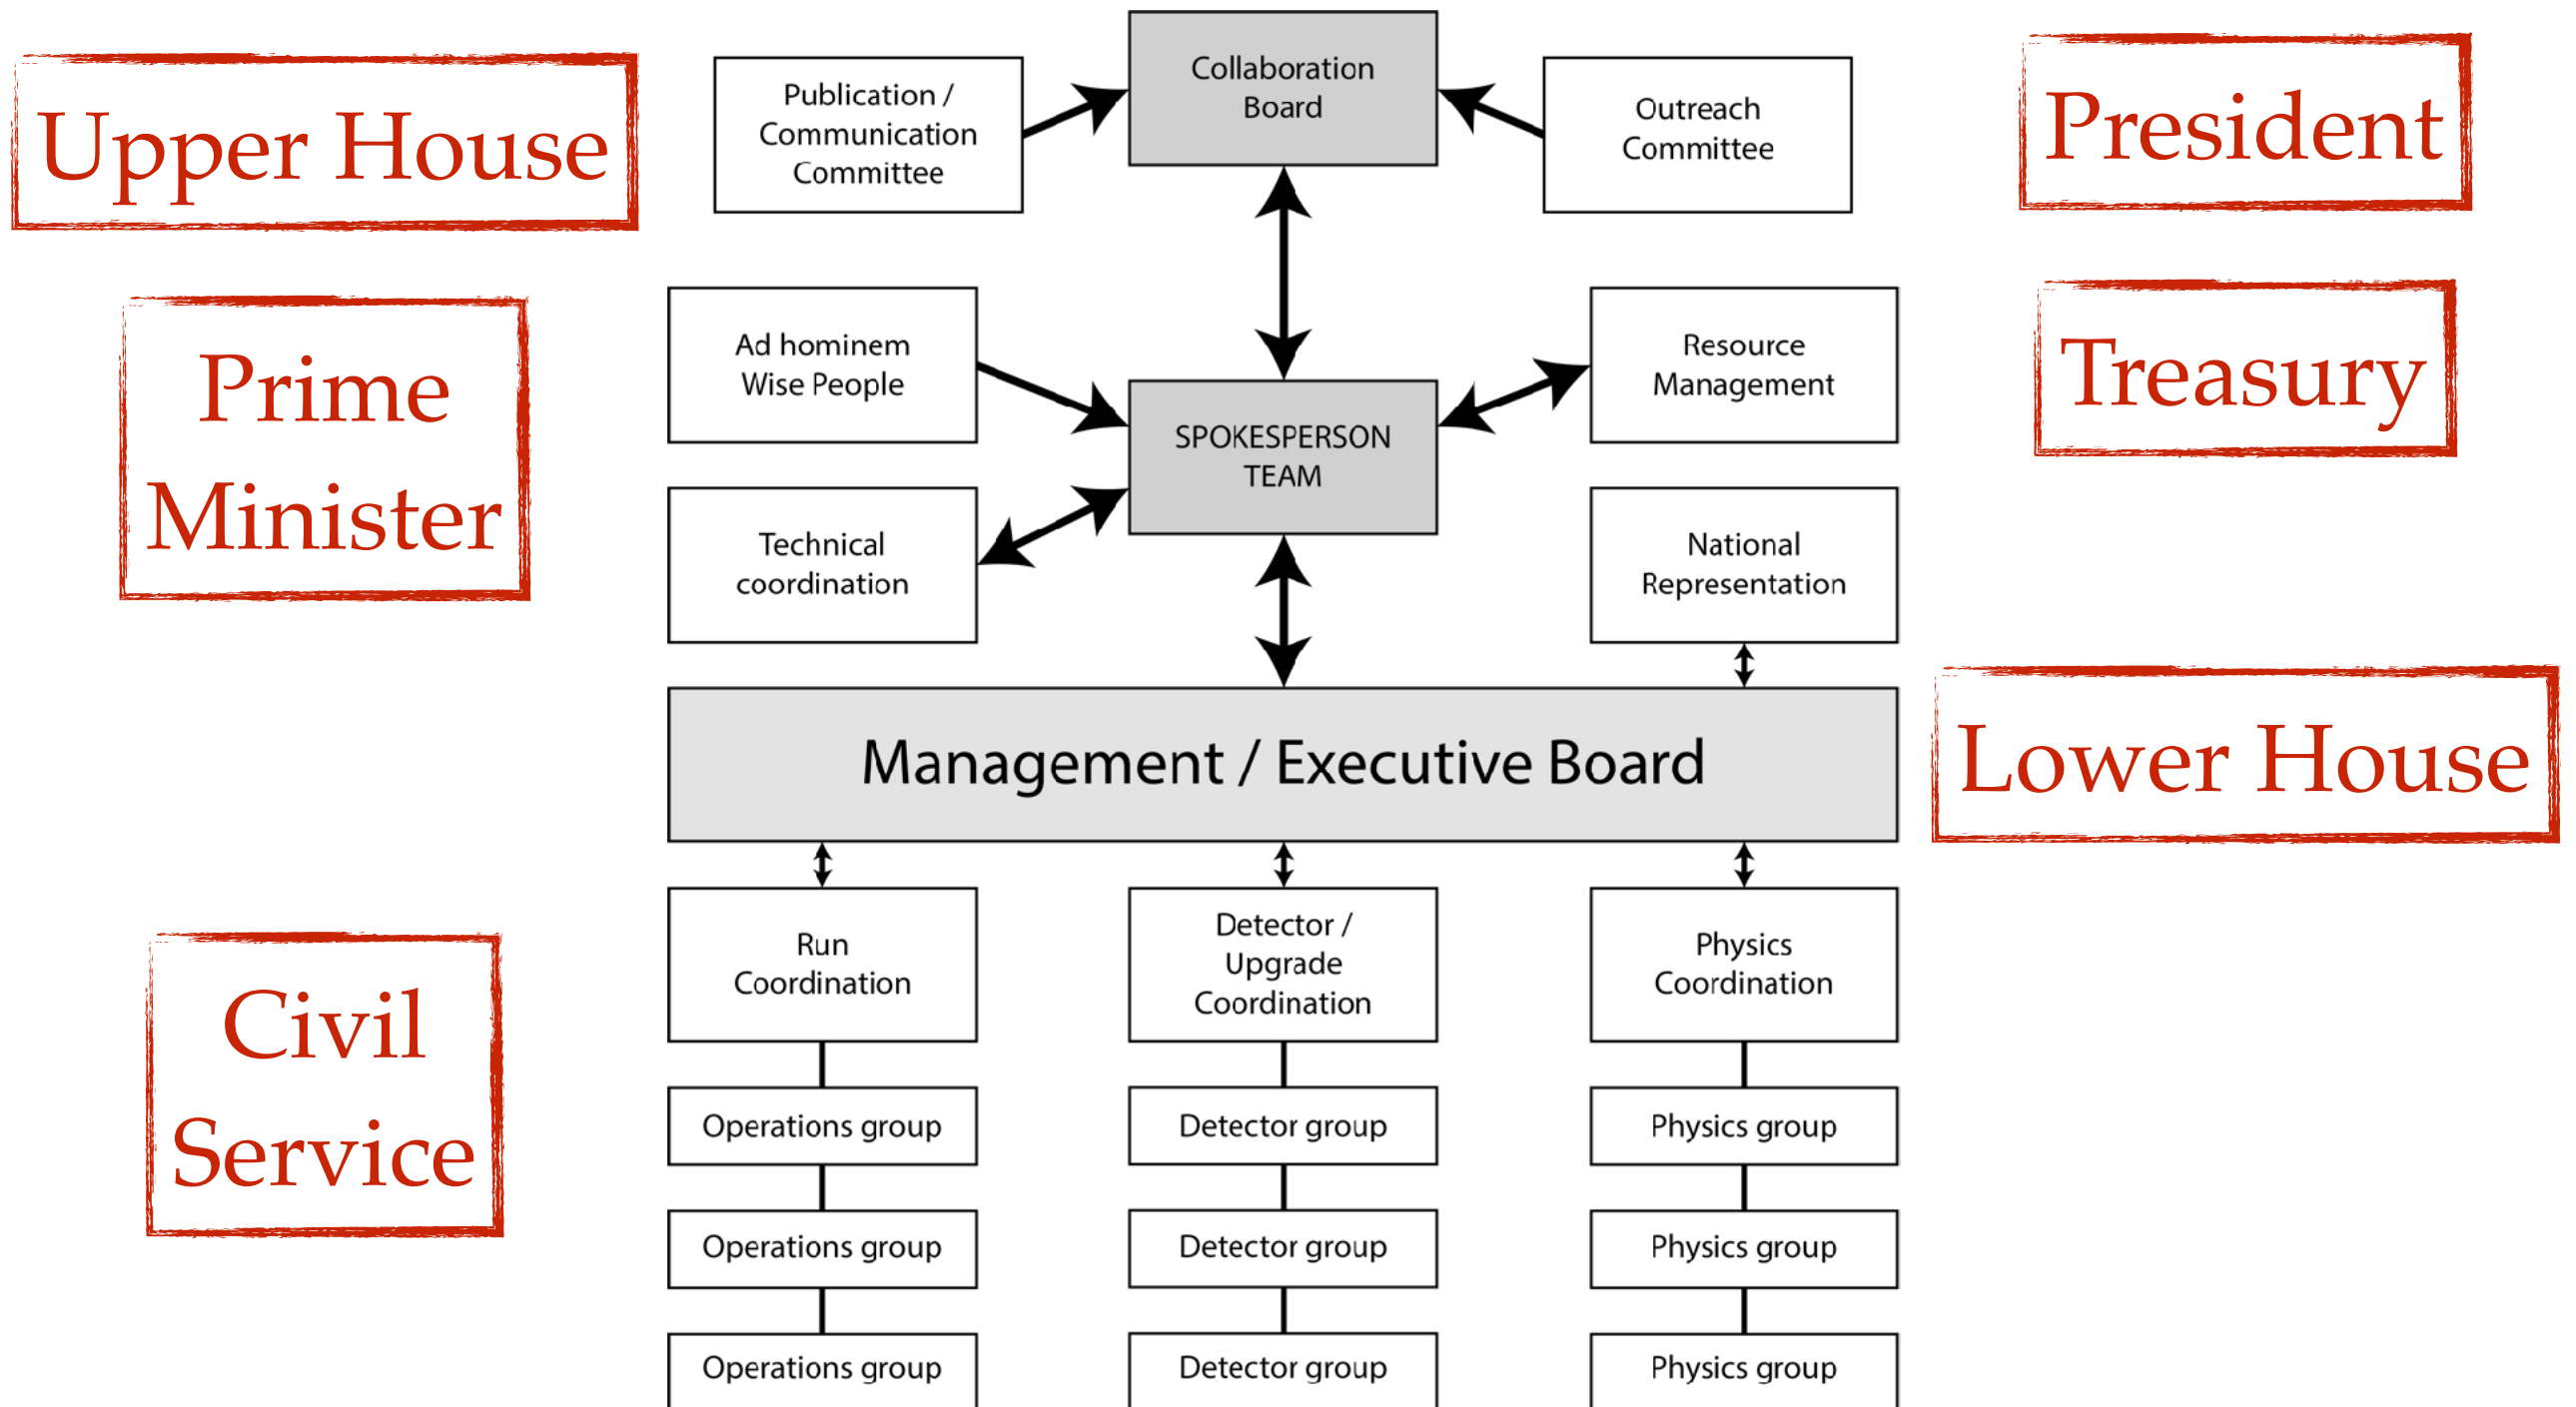 Upper House
Publication /
Communication
Committee
Collaboration
Board
Outreach
Committee
President
Prime
Minister
Ad hominem
Wise People
SPOKESPERSON
TEAM
Resource
Management
Treasury
Technical
coordination
National
Representation
Management / Executive Board
Lower House
Civil
Service
Run
Coordination
Detector /
Upgrade
Coordination
Physics
Coordination
Operations group
Detector group
Physics group
Operations group
Detector group
Physics group
Operations group
Detector group
Physics group